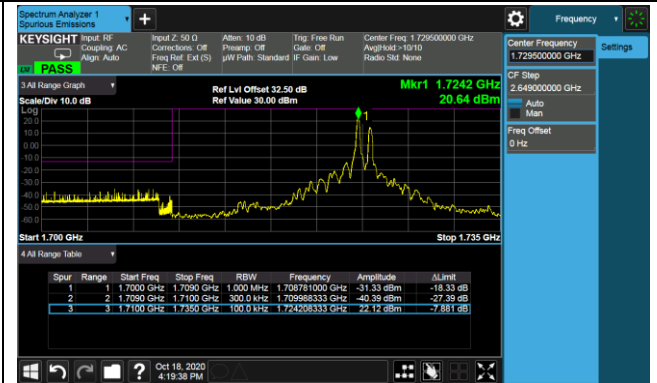 Spectrum Analyzer 1
Spurious Emissions
Frequency
KEYSIGHT
Input: RF
Coupling: AC
Align: Auto
Input Z: 50 Ω
Corrections: Off
Freq Ref: Ext (S)
NFE: Off
Atten: 10 dB
Preamp: Off
µW Path: Standard
Trig: Free Run
Gate: Off
IF Gain: Low
Center Freq: 1.729500000 GHz
Avg|Hold:>10/10
Radio Std: None
PASS
Center Frequency
1.729500000 GHz
Settings
CF Step
2.649000000 GHz
Auto
Man
Freq Offset
0 Hz
3 All Range Graph
Scale/Div 10.0 dB
Ref Lvl Offset 32.50 dB
Ref Value 30.00 dBm
Mkr1 1.7242 GHz
20.64 dBm
Log
20.0
10.0
0.00
-10.0
-20.0
-30.0
-40.0
-50.0
-60.0
1
Start 1.700 GHz
Stop 1.735 GHz
4 All Range Table
Spur Range Start Freq Stop Freq RBW Frequency Amplitude ΔLimit
1 1 1.7000 GHz 1.7090 GHz 1.000 MHz 1.708781000 GHz -31.33 dBm -18.33 dB
2 2 1.7090 GHz 1.7100 GHz 300.0 kHz 1.709988333 GHz -40.39 dBm -27.39 dB
3 3 1.7100 GHz 1.7350 GHz 100.0 kHz 1.724208333 GHz 22.12 dBm -7.881 dB
?
Oct 18, 2020
4:19:38 PM